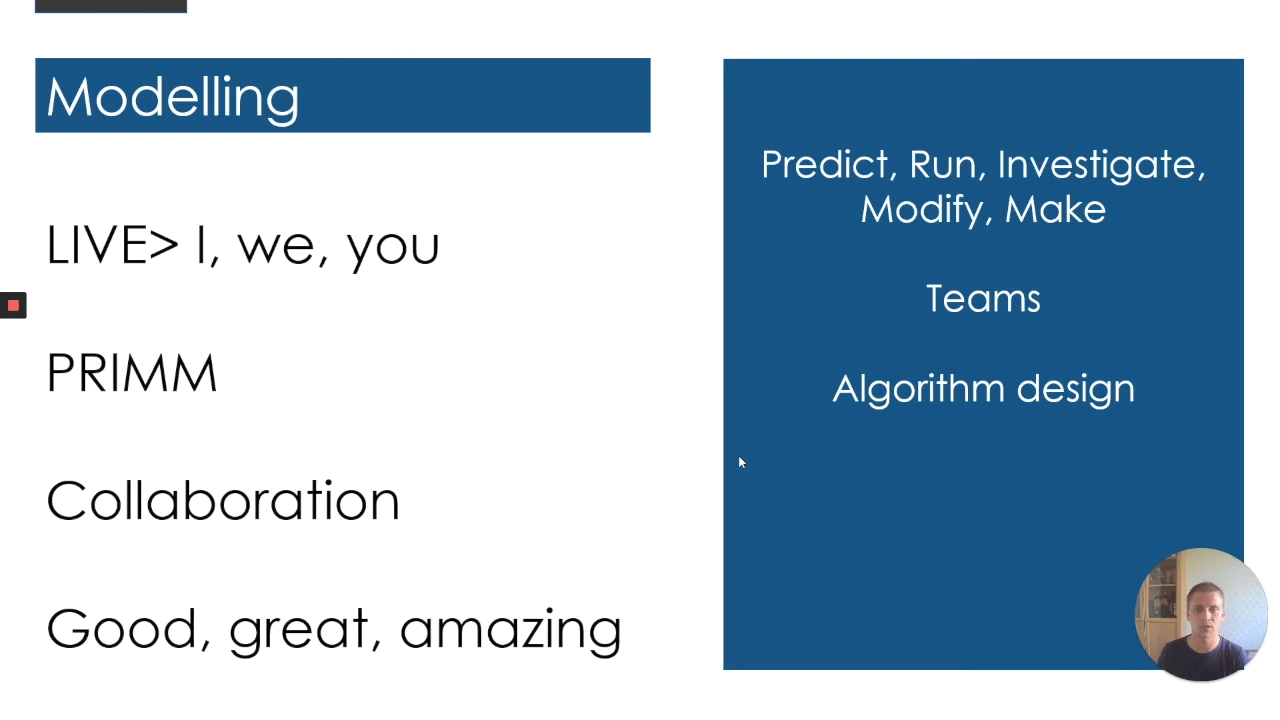 Modelling
LIVE> I, we, you
PRIMM
Collaboration
Good, great, amazing
Predict, Run, Investigate,
Modify, Make
Teams
Algorithm design